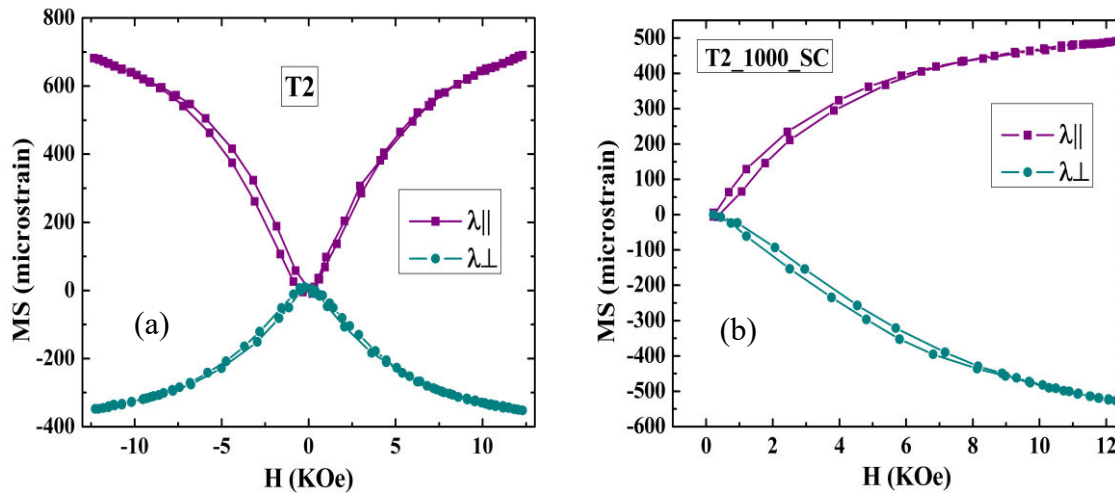 800
600
400
200
0
-200
-400
MS (microstrain)
T2
λ||
λ⊥
(a)
-10
-5
0
5
10
H (KOe)
500
400
300
200
100
0
-100
-200
-300
-400
-500
-600
MS (microstrain)
T2_1000_SC
λ||
λ⊥
(b)
0
2
4
6
8
10
12
H (KOe)